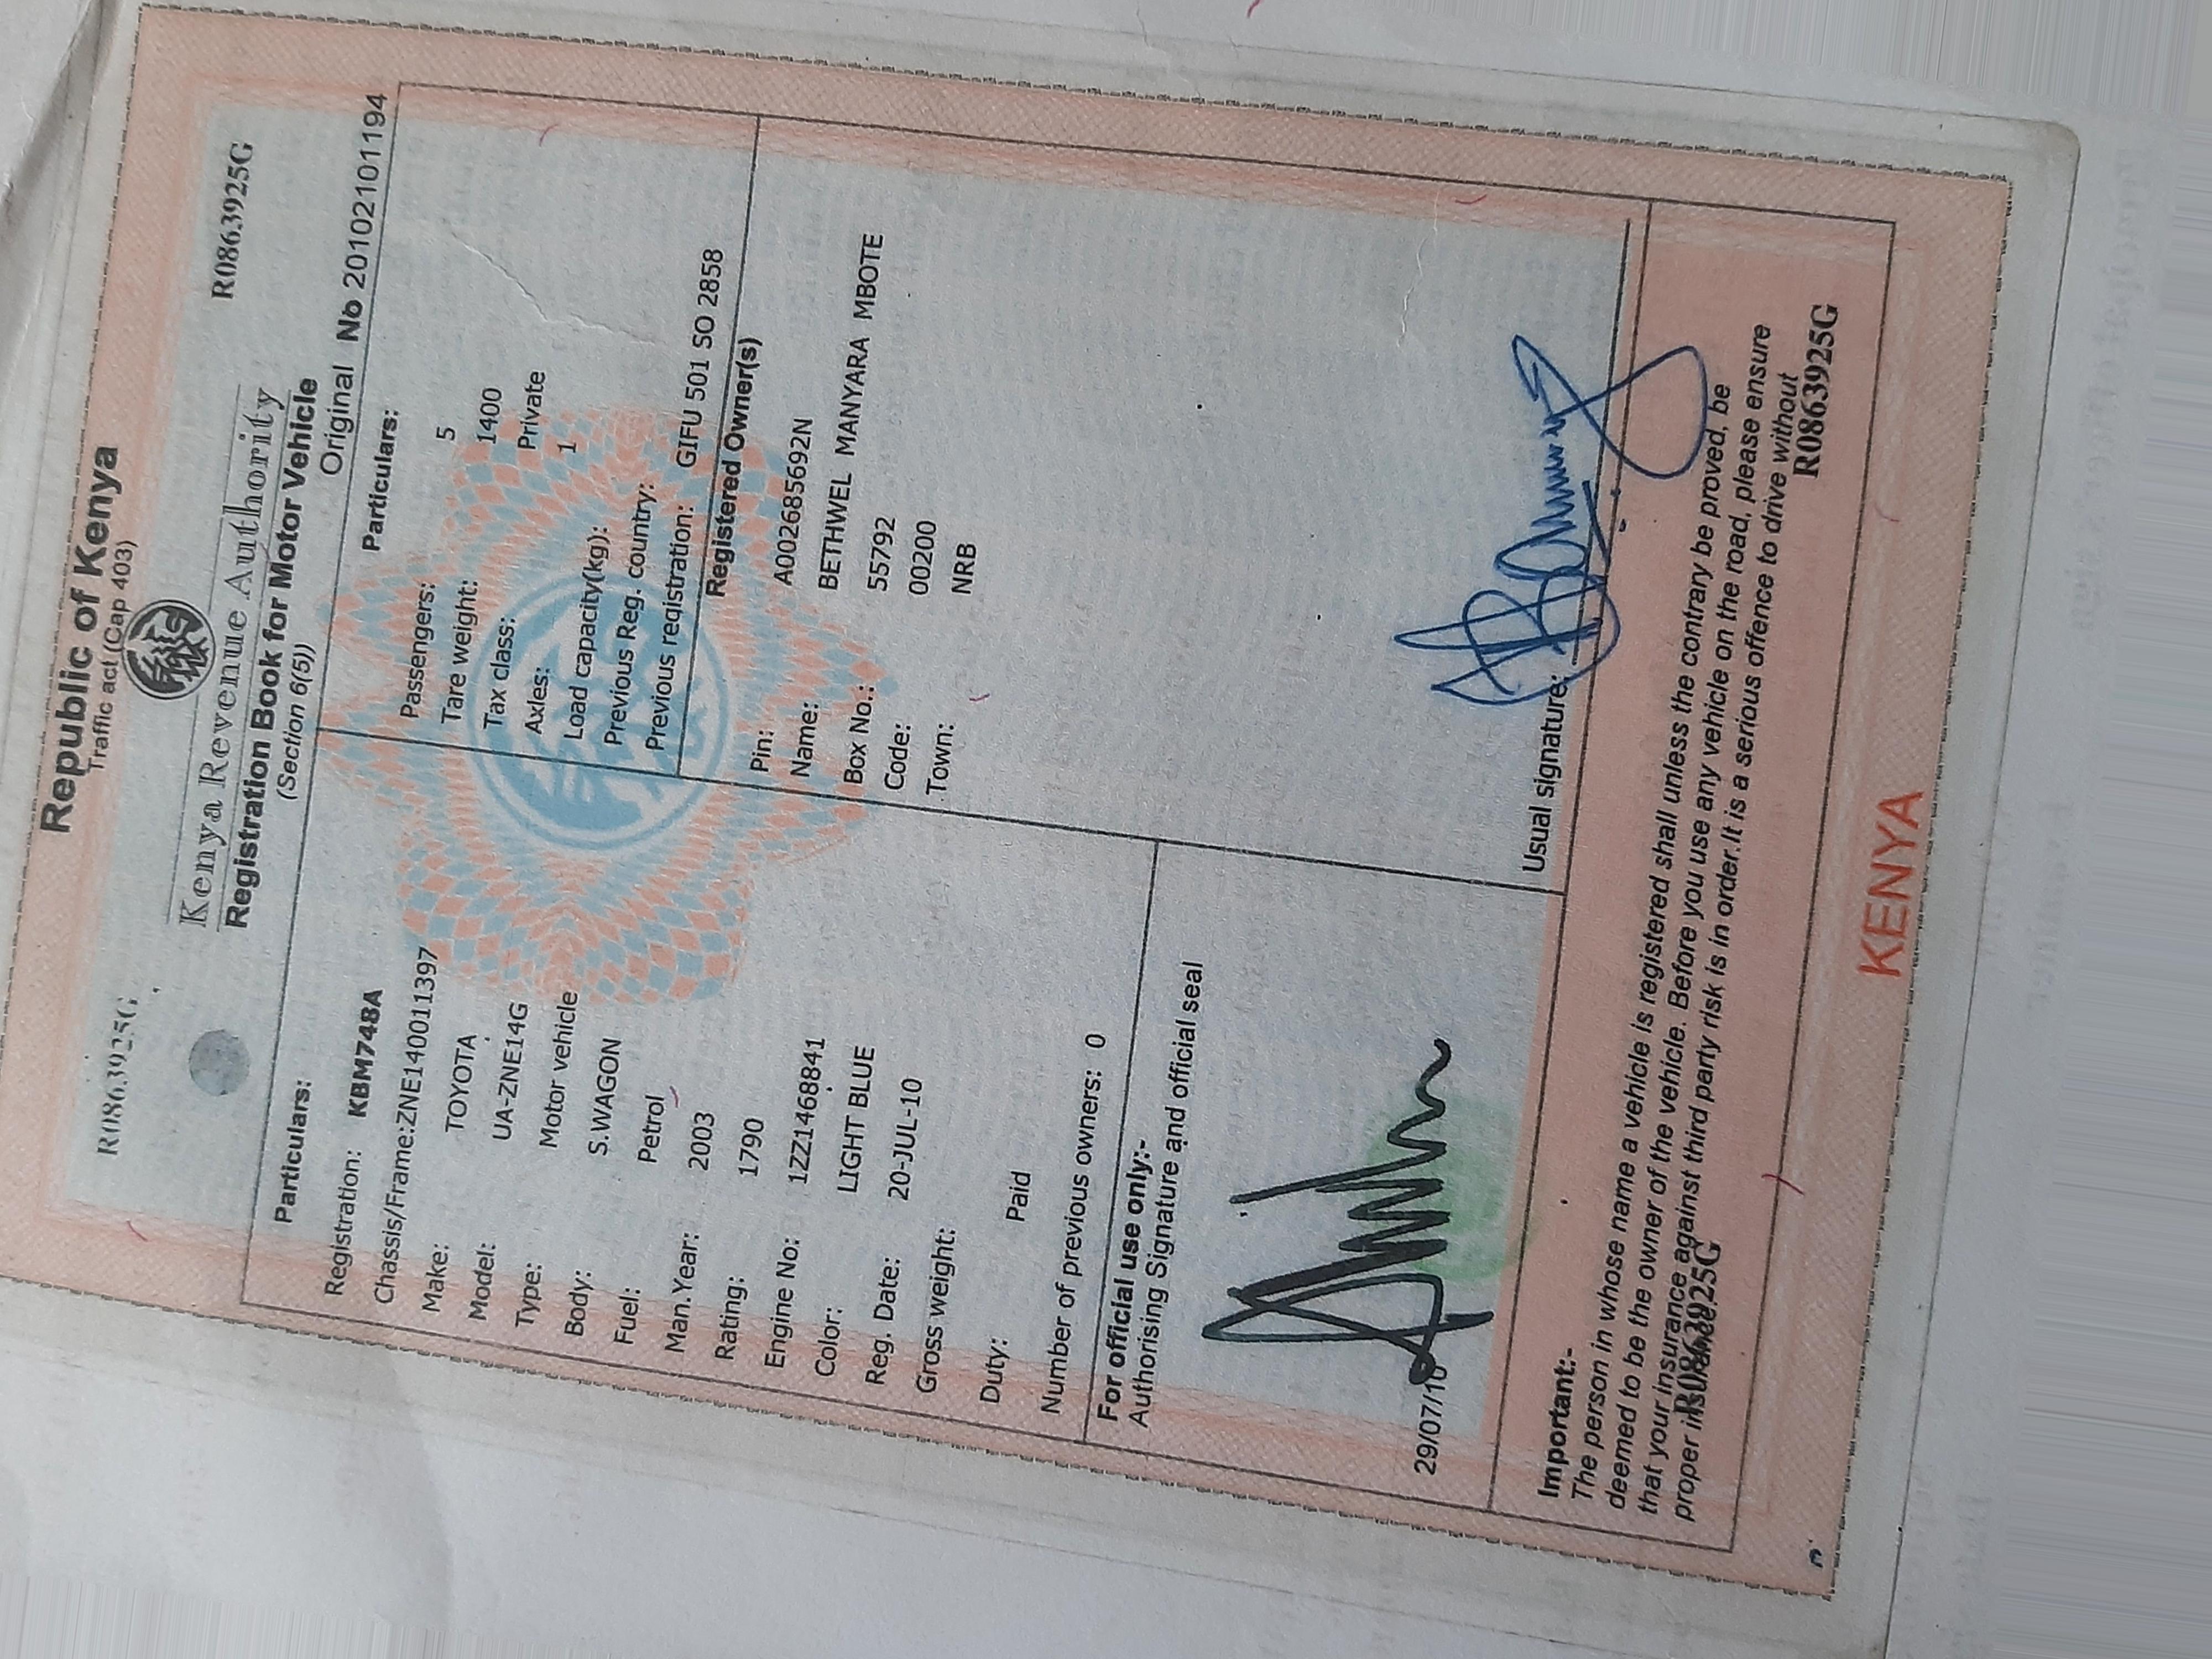 Republic of Kenya
Traffic act (Cap 403)
R0863925G
R0863925G
Kenya Revenue Authority
Registration Book for Motor Vehicle
(Section 6(5))
Original No 2010210101194
Particulars:
Registration: KBM748A
Chassis/Frame:ZNE140011397
Make: TOYOTA
Model: UA-ZNE14G
Type: Motor vehicle
Body: S.WAGON
Fuel: Petrol
Man.Year: 2003
Rating: 1790
Engine No: 1ZZ1468841
Color: LIGHT BLUE
Reg. Date: 20-JUL-10
Gross weight:
Duty: Paid
Number of previous owners: 0
Particulars:
Passengers: 5
Tare weight: 1400
Tax class: Private
Axles: 1
Load capacity(kg):
Previous Reg. country:
Previous registration: GIFU 501 SO 2858
Registered Owner(s)
Pin: A002685692N
Name: BETHWEL MANYARA MBOTE
Box No.: 55792
Code: 00200
Town: NRB
For official use only:-
Authorising Signature and official seal
29/07/10
Usual signature:
Important:-
The person in whose name a vehicle is registered shall unless the contrary be proved, be
deemed to be the owner of the vehicle. Before you use any vehicle on the road, please ensure
that your insurance against third party risk is in order.It is a serious offence to drive without
proper insurance.
R0863925G
R0863925G
KENYA